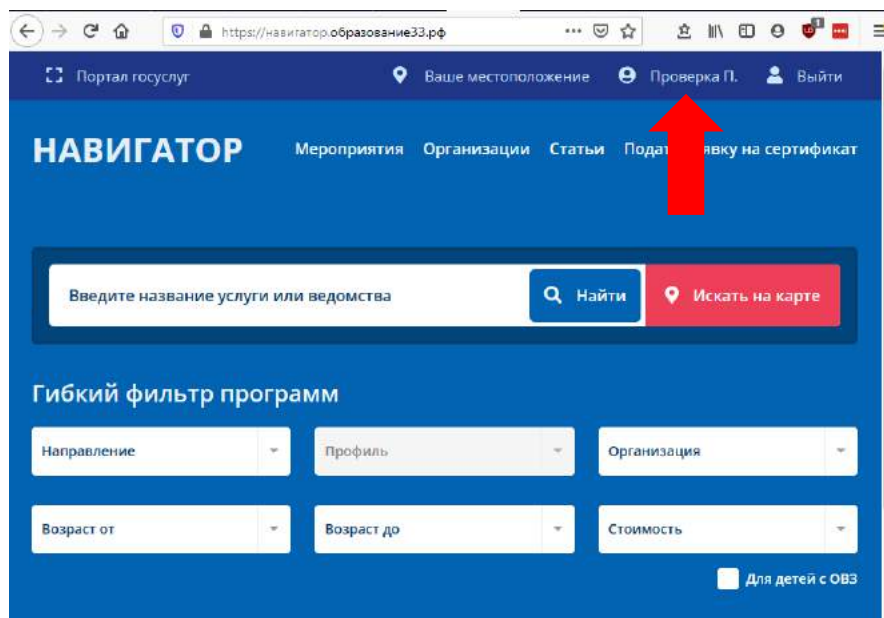 https://навигатор.образование33.рф
Портал госуслуг Ваше местоположение Проверка П. Выйти
НАВИГАТОР Мероприятия Организации Статьи на сертификат
Введите название услуги или ведомства Найти Искать на карте
Гибкий фильтр программ
Направление Профиль Организация
Возраст от Возраст до Стоимость
Для детей с ОВЗ